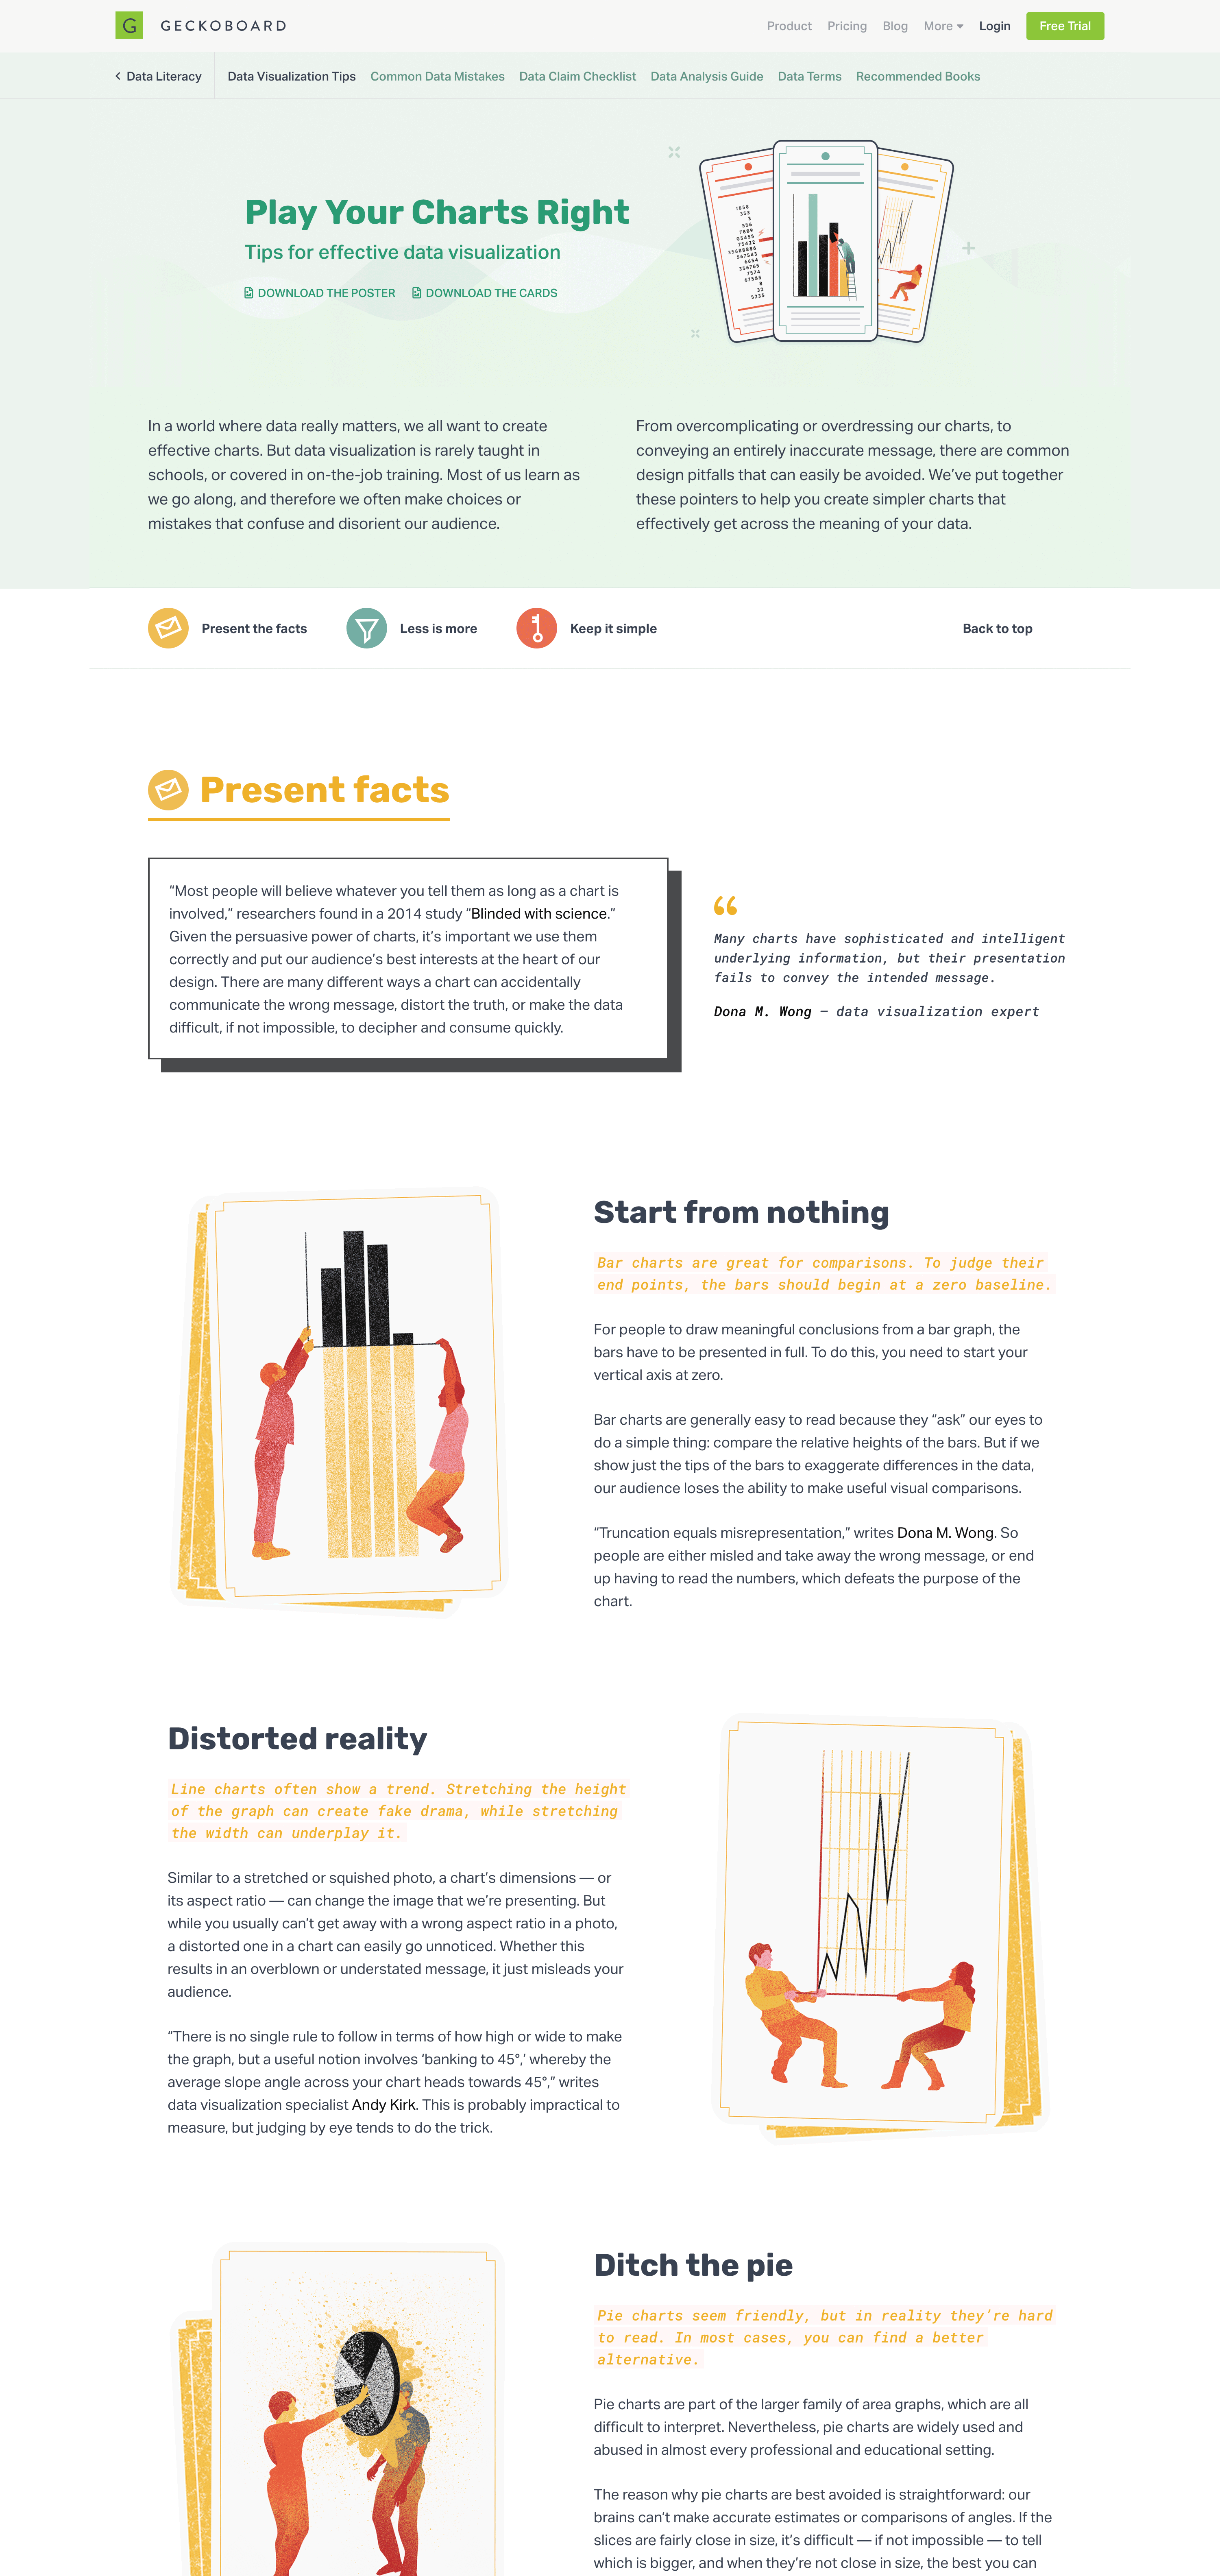 G GECKOBOARD
Product Pricing Blog More Login Free Trial
Data Literacy Data Visualization Tips Common Data Mistakes Data Claim Checklist Data Analysis Guide Data Terms Recommended Books
Play Your Charts Right
Tips for effective data visualization
DOWNLOAD THE POSTER DOWNLOAD THE CARDS
In a world where data really matters, we all want to create
effective charts. But data visualization is rarely taught in
schools, or covered in on-the-job training. Most of us learn as
we go along, and therefore we often make choices or
mistakes that confuse and disorient our audience.
From overcomplicating or overdressing our charts, to
conveying an entirely inaccurate message, there are common
design pitfalls that can easily be avoided. We’ve put together
these pointers to help you create simpler charts that
effectively get across the meaning of your data.
Present the facts Less is more Keep it simple Back to top
Present facts
“Most people will believe whatever you tell them as long as a chart is
involved,” researchers found in a 2014 study “Blinded with science.”
Given the persuasive power of charts, it’s important we use them
correctly and put our audience’s best interests at the heart of our
design. There are many different ways a chart can accidentally
communicate the wrong message, distort the truth, or make the data
difficult, if not impossible, to decipher and consume quickly.
“
Many charts have sophisticated and intelligent
underlying information, but their presentation
fails to convey the intended message.
Dona M. Wong — data visualization expert
Start from nothing
Bar charts are great for comparisons. To judge their
end points, the bars should begin at a zero baseline.
For people to draw meaningful conclusions from a bar graph, the
bars have to be presented in full. To do this, you need to start your
vertical axis at zero.
Bar charts are generally easy to read because they “ask” our eyes to
do a simple thing: compare the relative heights of the bars. But if we
show just the tips of the bars to exaggerate differences in the data,
our audience loses the ability to make useful visual comparisons.
“Truncation equals misrepresentation,” writes Dona M. Wong. So
people are either misled and take away the wrong message, or end
up having to read the numbers, which defeats the purpose of the
chart.
Distorted reality
Line charts often show a trend. Stretching the height
of the graph can create fake drama, while stretching
the width can underplay it.
Similar to a stretched or squished photo, a chart’s dimensions — or
its aspect ratio — can change the image that we’re presenting. But
while you usually can’t get away with a wrong aspect ratio in a photo,
a distorted one in a chart can easily go unnoticed. Whether this
results in an overblown or understated message, it just misleads your
audience.
“There is no single rule to follow in terms of how high or wide to make
the graph, but a useful notion involves ‘banking to 45°,’ whereby the
average slope angle across your chart heads towards 45°,” writes
data visualization specialist Andy Kirk. This is probably impractical to
measure, but judging by eye tends to do the trick.
Ditch the pie
Pie charts seem friendly, but in reality they’re hard
to read. In most cases, you can find a better
alternative.
Pie charts are part of the larger family of area graphs, which are all
difficult to interpret. Nevertheless, pie charts are widely used and
abused in almost every professional and educational setting.
The reason why pie charts are best avoided is straightforward: our
brains can’t make accurate estimates or comparisons of angles. If the
slices are fairly close in size, it’s difficult — if not impossible — to tell
which is bigger, and when they’re not close in size, the best you can